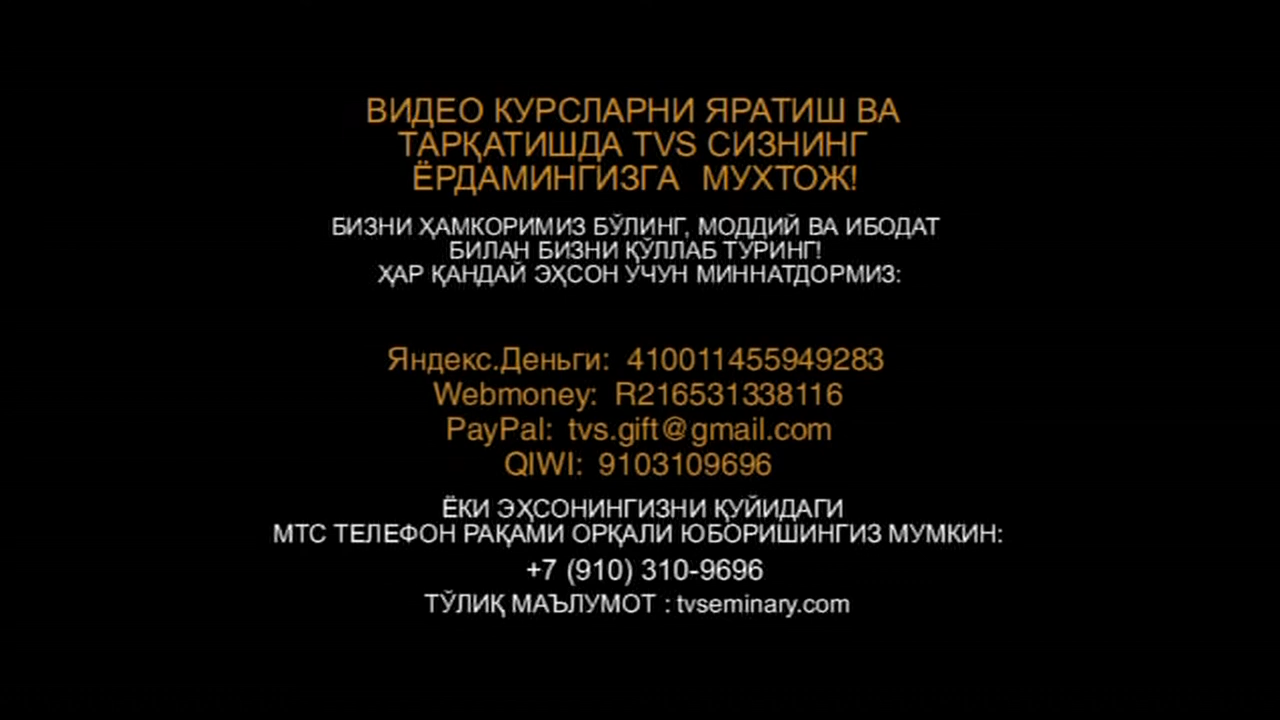 ВИДЕО КУРСЛАРНИ ЯРАТИШ ВА
ТАРҚАТИШДА TVS СИЗНИНГ
ЁРДАМИНГИЗГА МУХТОЖ!
БИЗНИ ҲАМКОРИМИЗ БЎЛИНГ, МОДДИЙ ВА ИБОДАТ
БИЛАН БИЗНИ ҚЎЛЛАБ ТУРИНГ!
ҲАР ҚАНДАЙ ЭҲСОН УЧУН МИННАТДОРМИЗ:
Яндекс.Деньги: 410011455949283
Webmoney: R216531338116
PayPal: tvs.gift@gmail.com
QIWI: 9103109696
ЁКИ ЭҲСОНИНГИЗНИ ҚУЙИДАГИ
МТС ТЕЛЕФОН РАҚАМИ ОРҚАЛИ ЮБОРИШИНГИЗ МУМКИН:
+7 (910) 310-9696
ТЎЛИҚ МАЪЛУМОТ : tvseminary.com